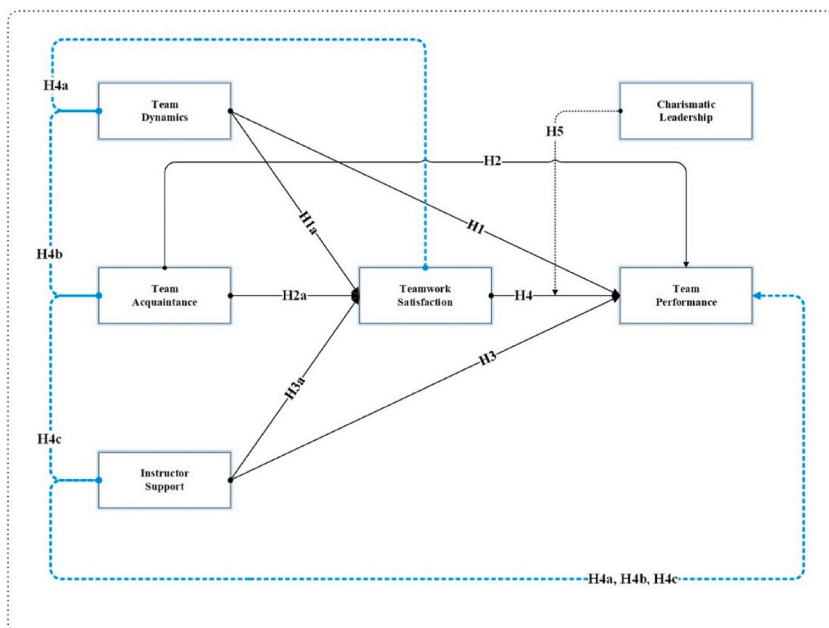 H4a
Team
Dynamics
Charismatic
Leadership
H5
H2
H1a
H1
H4b
Team
Acquaintance
H2a
Teamwork
Satisfaction
H4
Team
Performance
H3a
H3
H4c
Instructor
Support
H4a, H4b, H4c